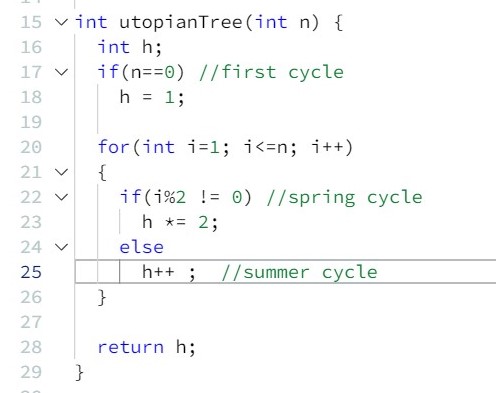 15 int utopianTree(int n) {
16 int h;
17 if(n==0) //first cycle
18 h = 1;
19
20 for(int i=1; i<=n; i++)
21 {
22 if(i%2 != 0) //spring cycle
23 h *= 2;
24 else
25 h++ ; //summer cycle
26 }
27
28 return h;
29 }